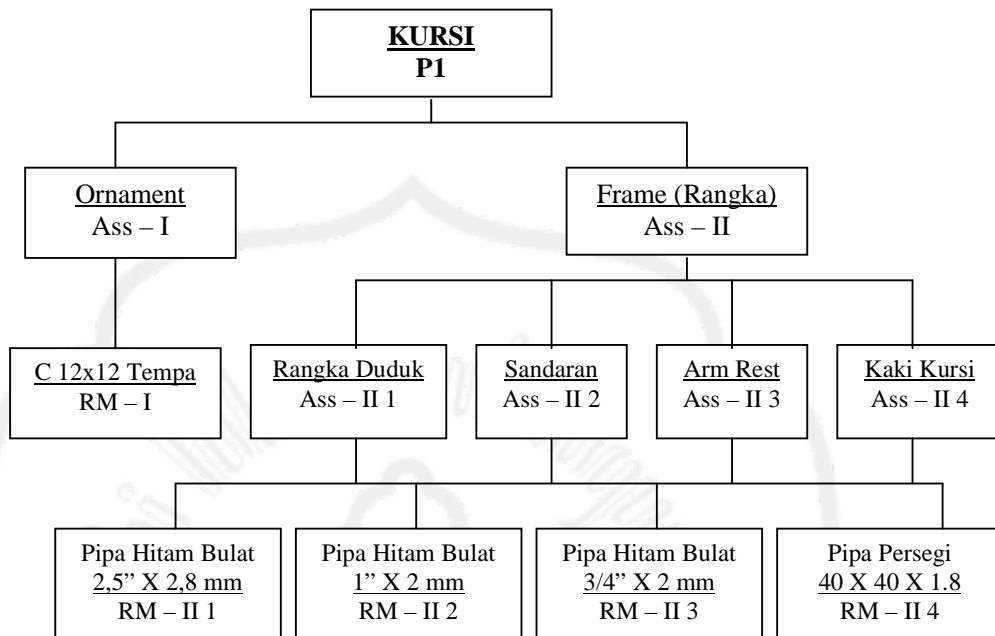 KURSI
P1
Ornament
Ass – I
Frame (Rangka)
Ass – II
C 12x12 Tempa
RM – I
Rangka Duduk
Ass – II 1
Sandaran
Ass – II 2
Arm Rest
Ass – II 3
Kaki Kursi
Ass – II 4
Pipa Hitam Bulat
2,5” X 2,8 mm
RM – II 1
Pipa Hitam Bulat
1” X 2 mm
RM – II 2
Pipa Hitam Bulat
3/4” X 2 mm
RM – II 3
Pipa Persegi
40 X 40 X 1.8
RM – II 4